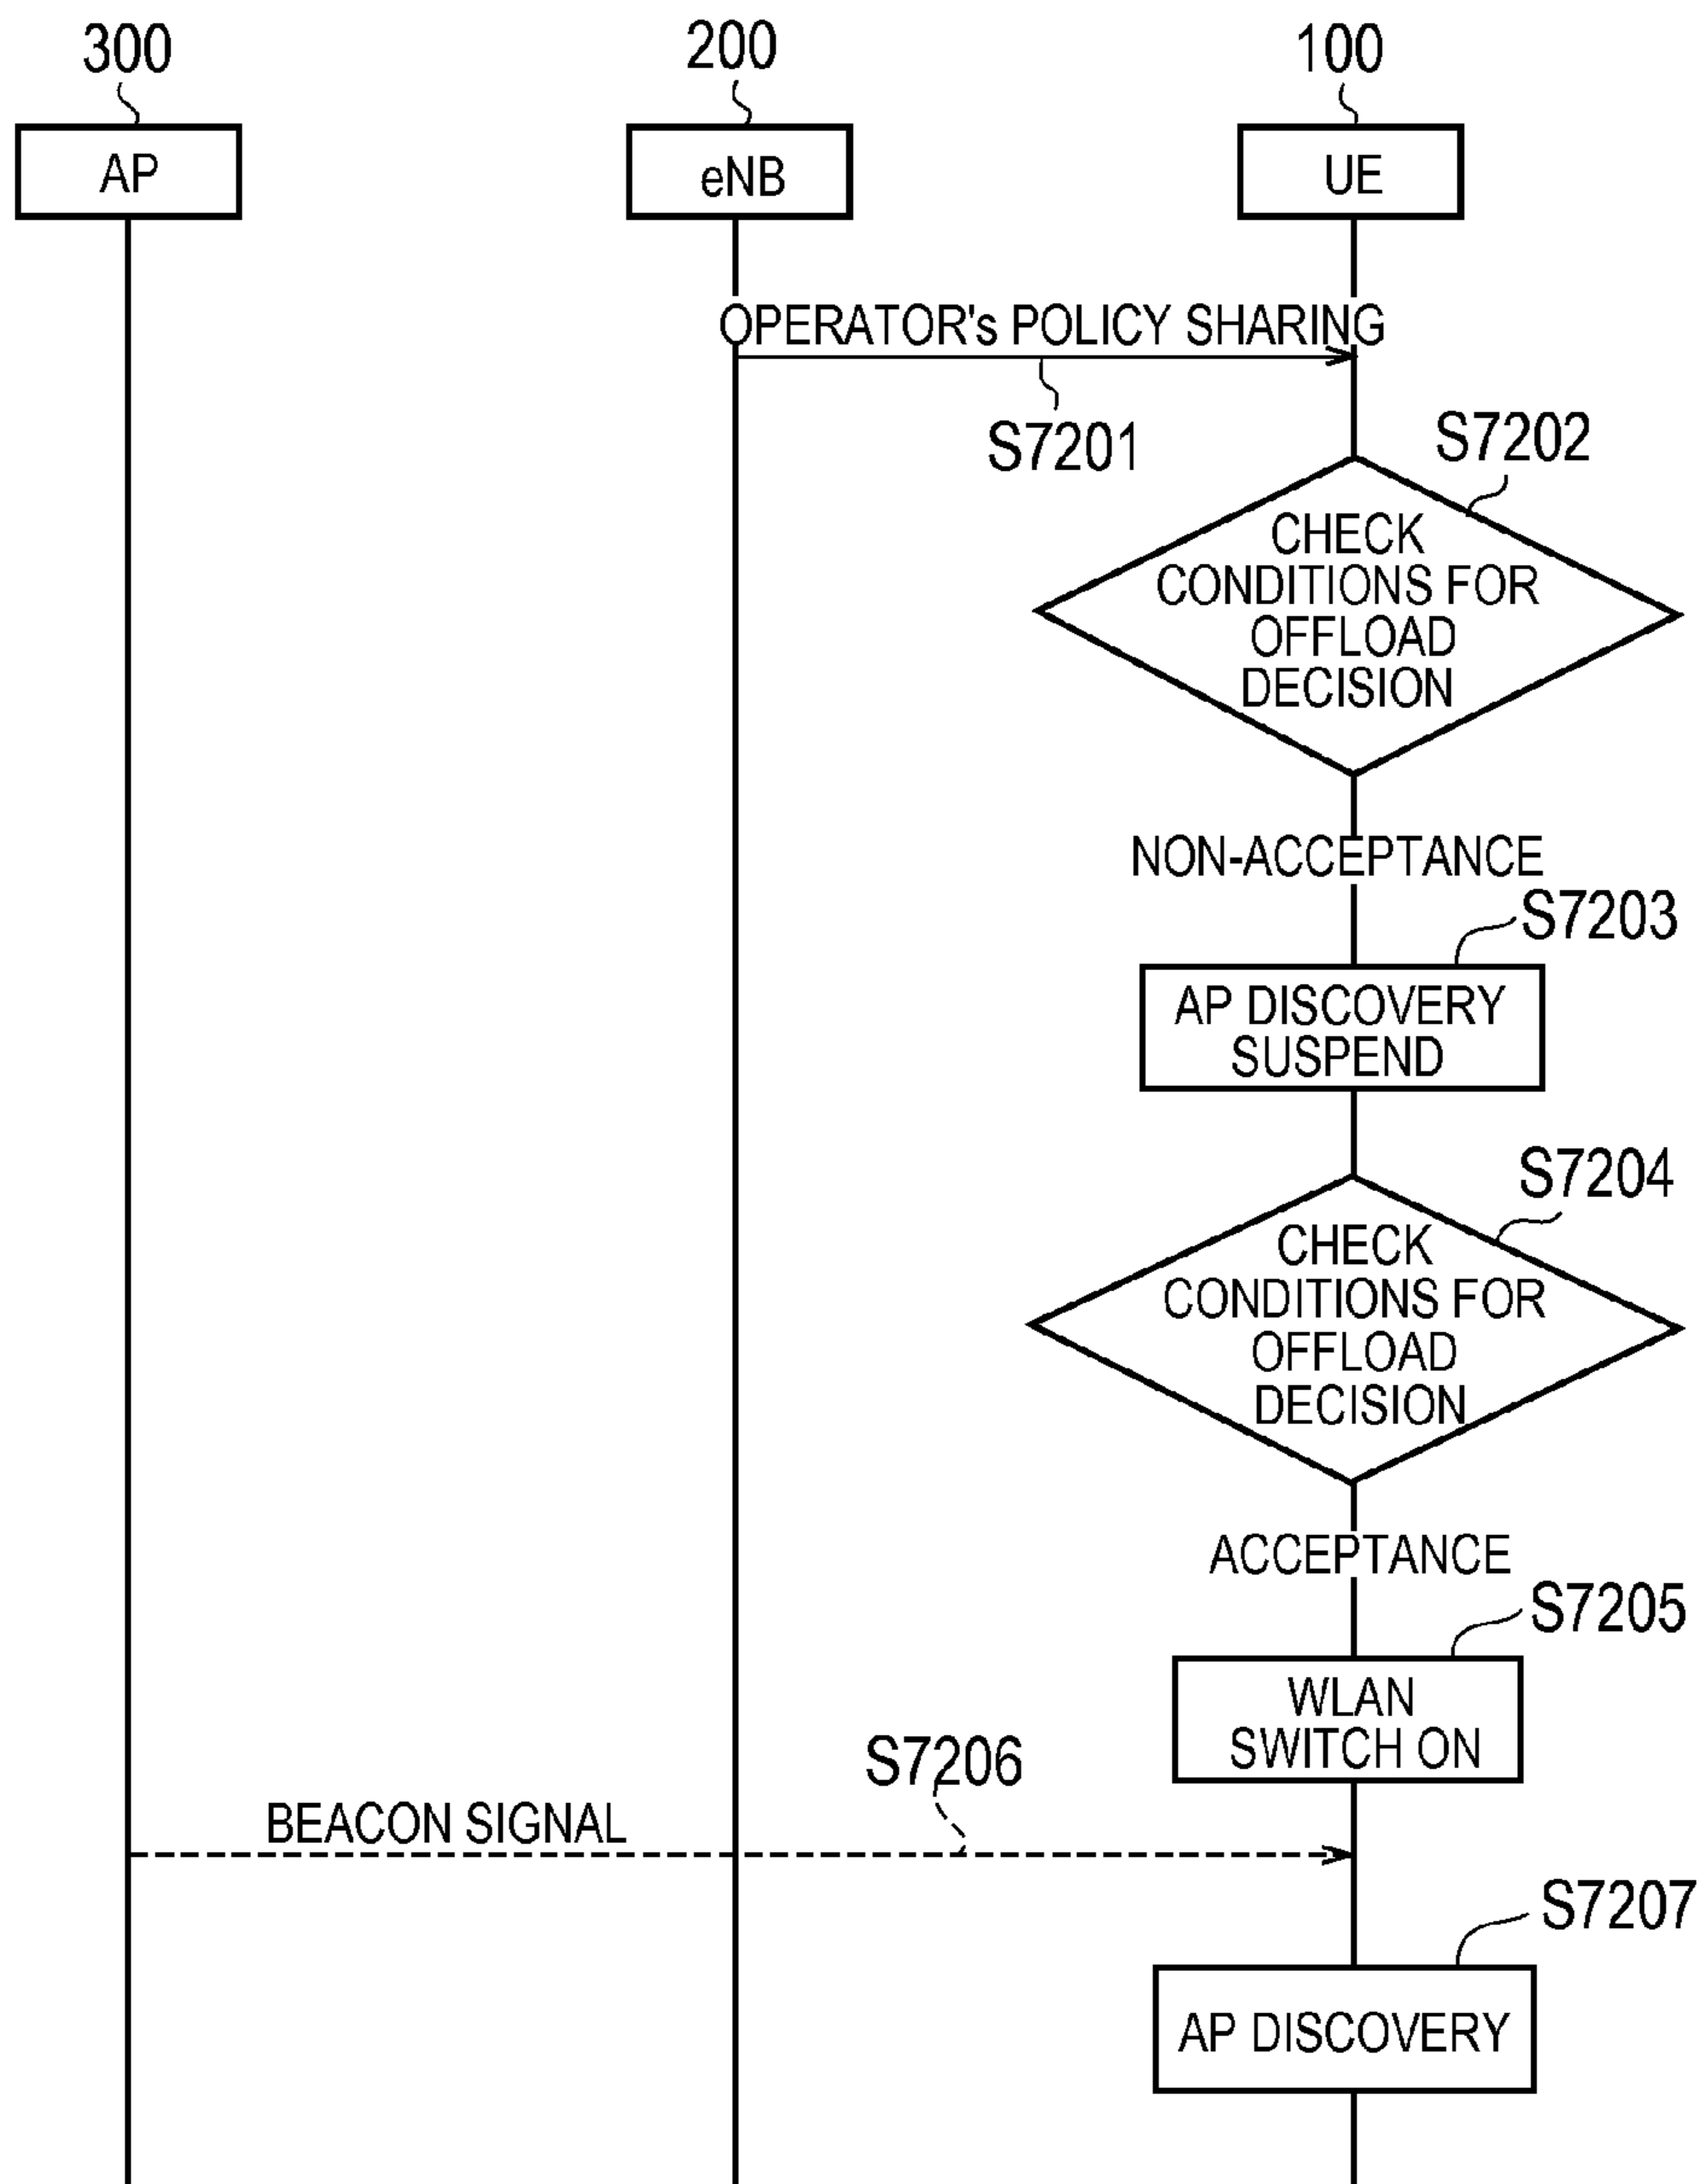 300
200
100
AP
eNB
UE
OPERATOR's POLICY SHARING
S7201
S7202
CHECK
CONDITIONS FOR
OFFLOAD
DECISION
NON-ACCEPTANCE
S7203
AP DISCOVERY
SUSPEND
S7204
CHECK
CONDITIONS FOR
OFFLOAD
DECISION
ACCEPTANCE
S7205
WLAN
SWITCH ON
S7206
BEACON SIGNAL
S7207
AP DISCOVERY